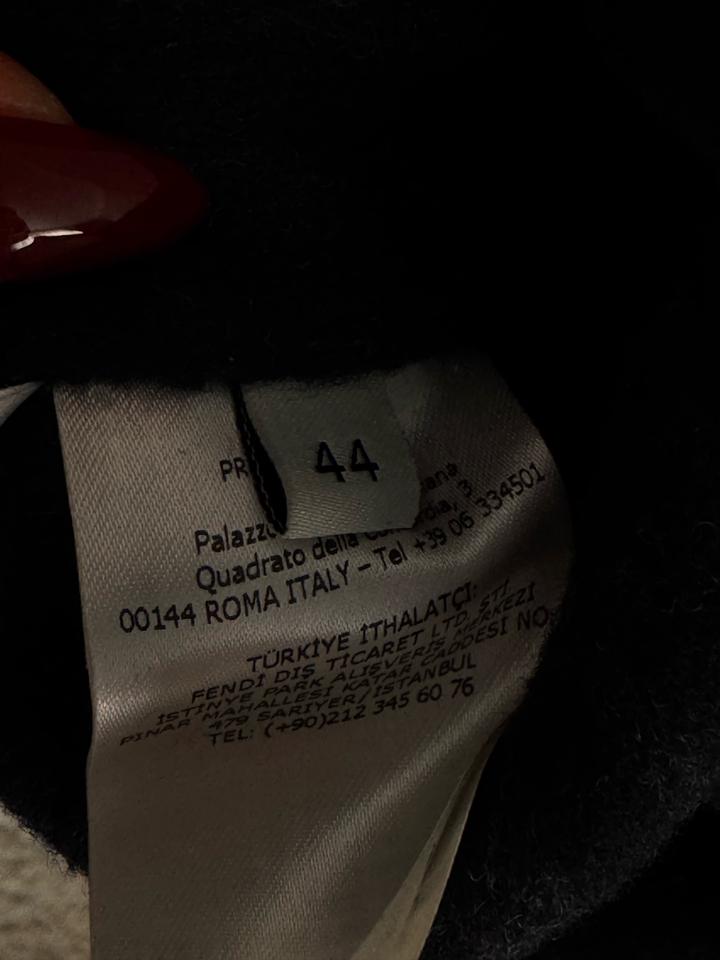 44
Palazzo
Quadrato della
3
00144 ROMA ITALY – Tel +39 06 334501
TÜRKİYE İTHALATÇI:
FENDİ DIŞ TİCARET LTD. ŞTİ
İSTİNYE PARK ALIŞVERİŞ MERKEZİ
PINAR MAHALLESİ KATAR CADDESİ NO:
479 SARIYER/İSTANBUL
TEL: (+90)212 345 60 76